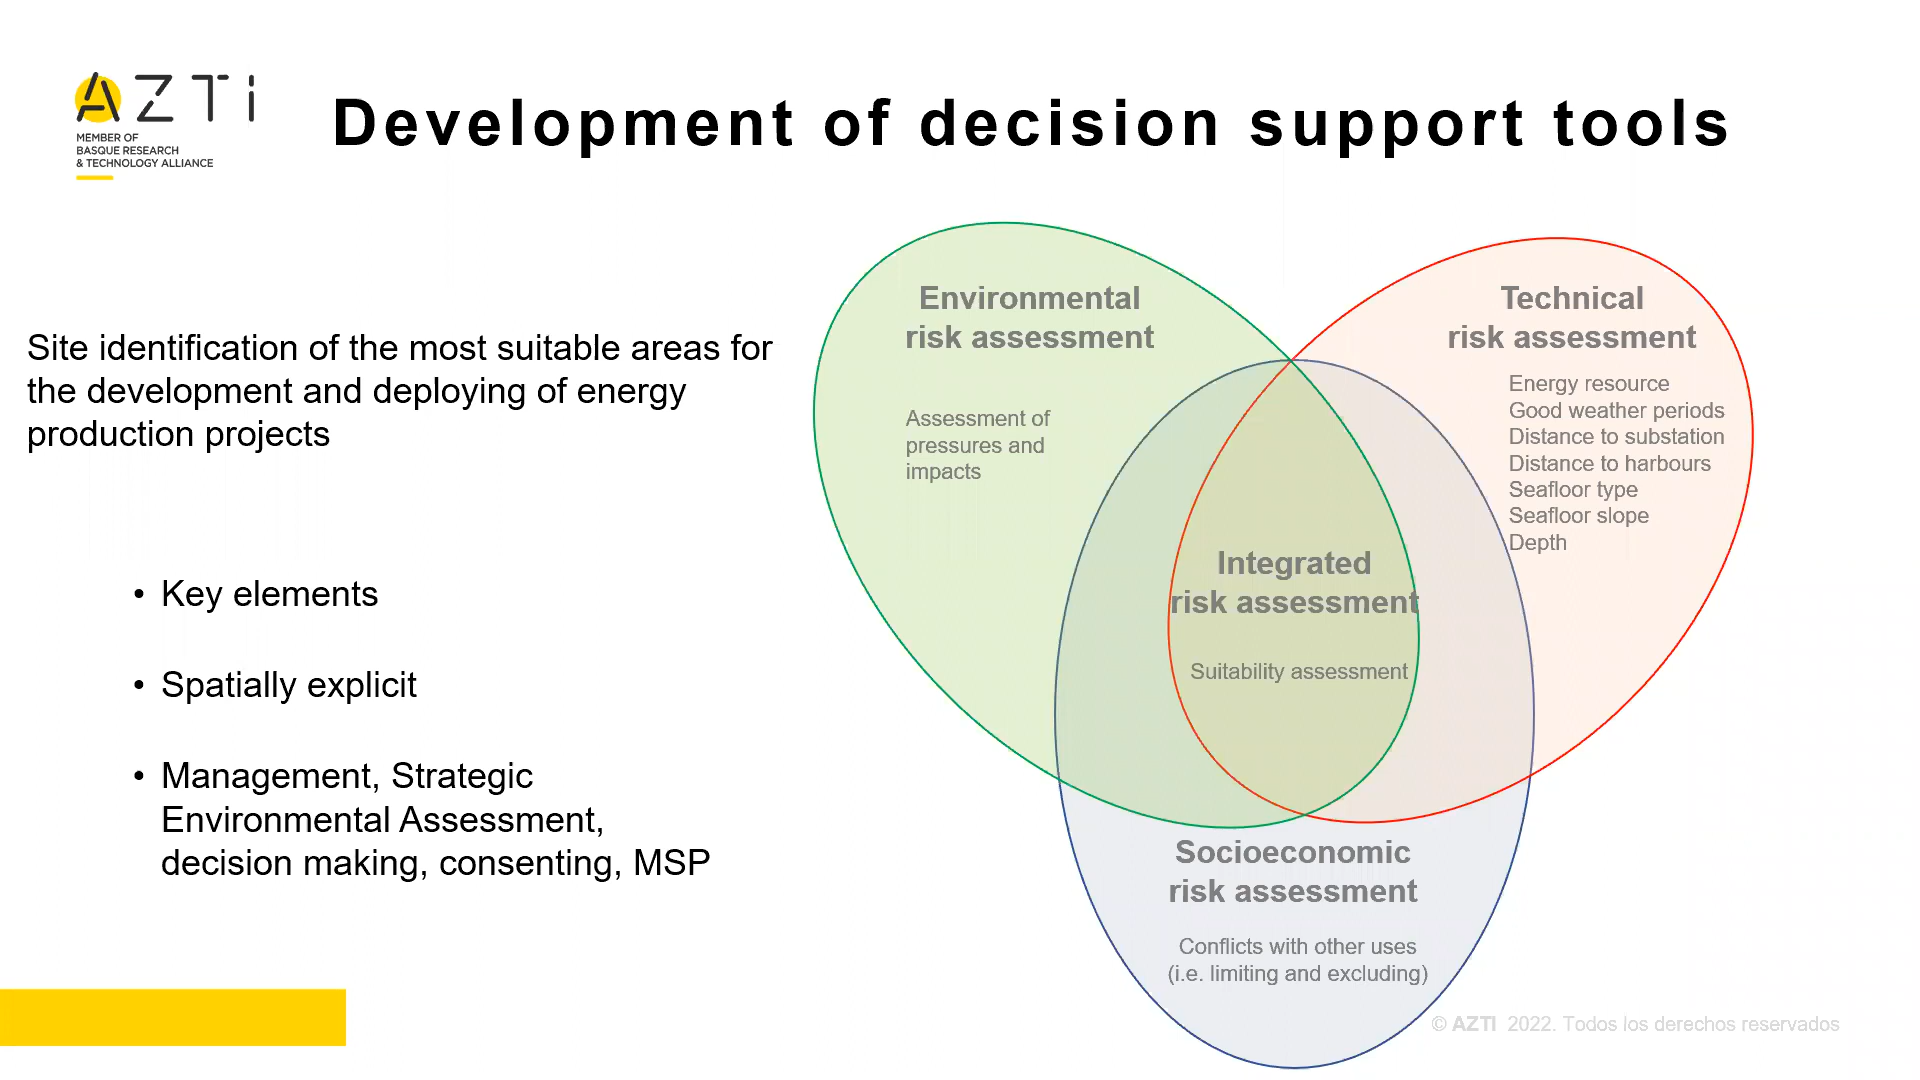 AZTi
MEMBER OF
BASQUE RESEARCH
& TECHNOLOGY ALLIANCE
Development of decision support tools
Site identification of the most suitable areas for
the development and deploying of energy
production projects
• Key elements
• Spatially explicit
• Management, Strategic
Environmental Assessment,
decision making, consenting, MSP
Environmental
risk assessment
Assessment of
pressures and
impacts
Technical
risk assessment
Energy resource
Good weather periods
Distance to substation
Distance to harbours
Seafloor type
Seafloor slope
Depth
Integrated
risk assessment
Suitability assessment
Socioeconomic
risk assessment
Conflicts with other uses
(i.e. limiting and excluding)
© AZTI 2022. Todos los derechos reservados